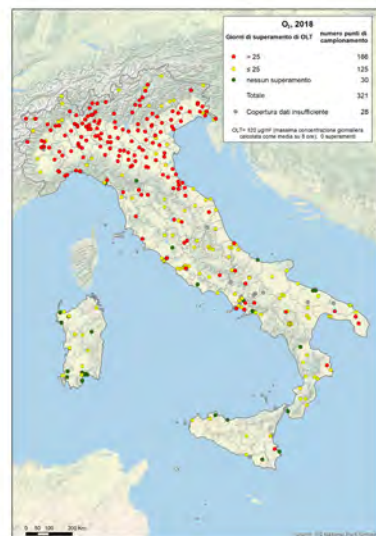 O₃, 2018
Giorni di superamento di OLT numero punti di campionamento
> 25 166
≤ 25 125
nessun superamento 30
Totale 321
Copertura dati insufficiente 28
OLT= 120 µg/m³ (massima concentrazione giornaliera
calcolata come media su 8 ore). 0 superamenti
0 50 100 200 Km